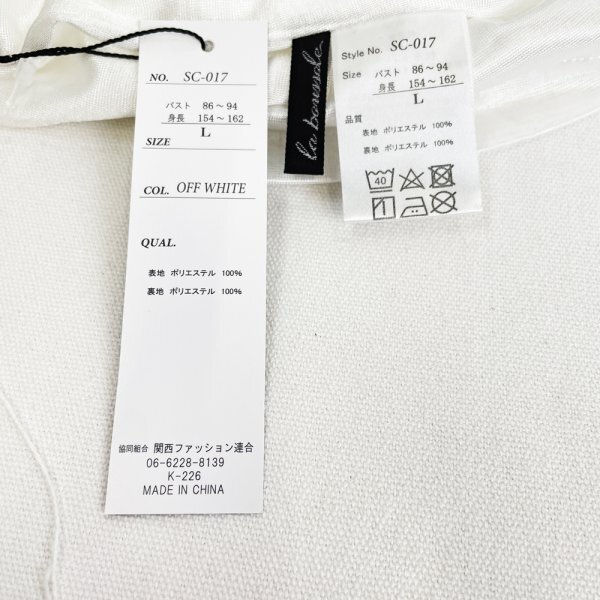 NO. SC-017
バスト 86～94
身長 154～162
SIZE L
COL. OFF WHITE
QUAL.
表地 ポリエステル 100%
裏地 ポリエステル 100%
協同組合 関西ファッション連合
06-6228-8139
K-226
MADE IN CHINA
la boussole
Style No. SC-017
Size バスト 86～94
身長 154～162
L
品質
表地 ポリエステル 100%
裏地 ポリエステル 100%
40